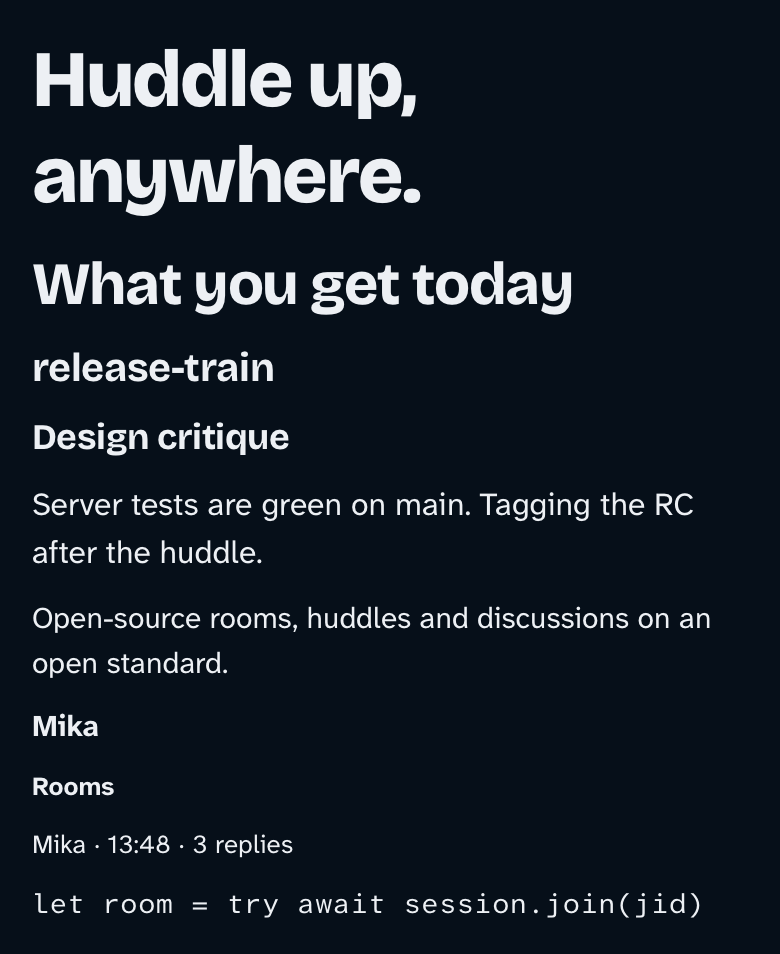 Huddle up,
anywhere.
What you get today
release-train
Design critique
Server tests are green on main. Tagging the RC
after the huddle.
Open-source rooms, huddles and discussions on an
open standard.
Mika
Rooms
Mika · 13:48 · 3 replies
let room = try await session.join(jid)